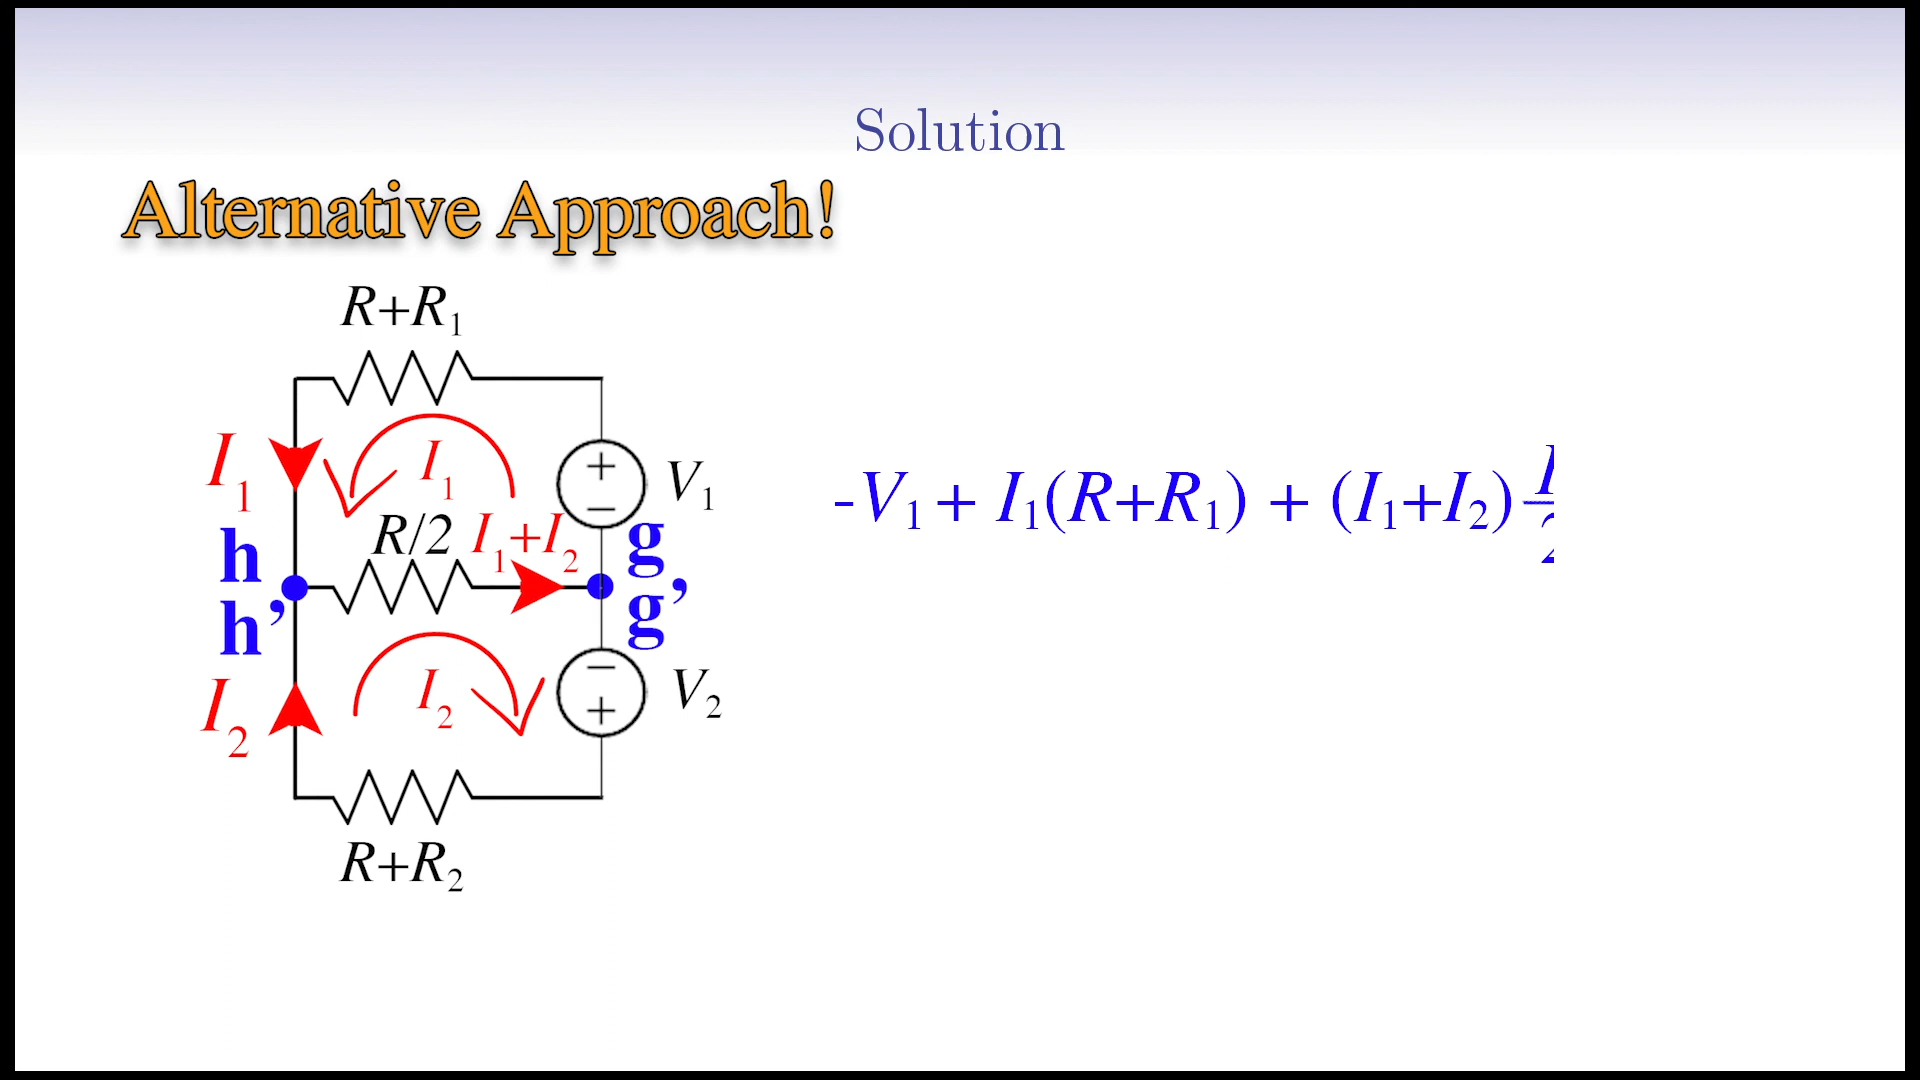 Solution
Alternative Approach!
R+R₁
I₁
I₁
V₁
-V₁ + I₁(R+R₁) + (I₁+I₂)
R/2
I₁+I₂
h
g
h’
g’
I₂
I₂
V₂
R+R₂